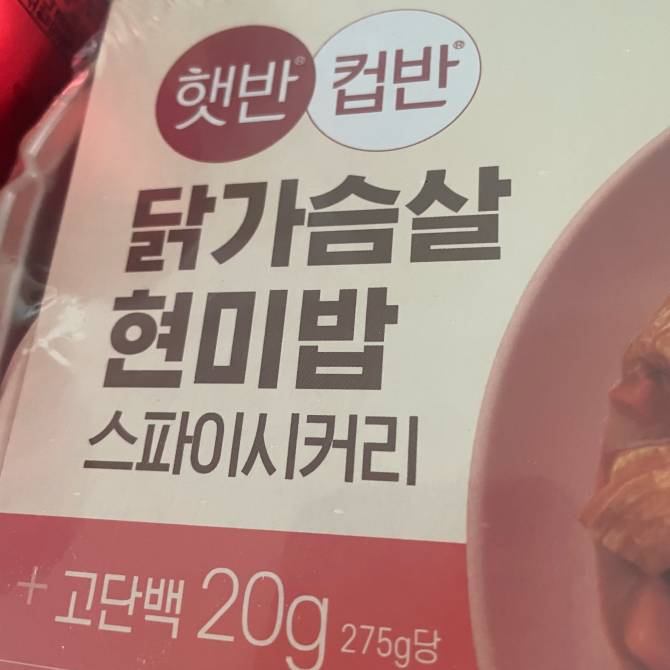 햇반® 컵반®
닭가슴살
현미밥
스파이시커리
+ 고단백 20g 275g당